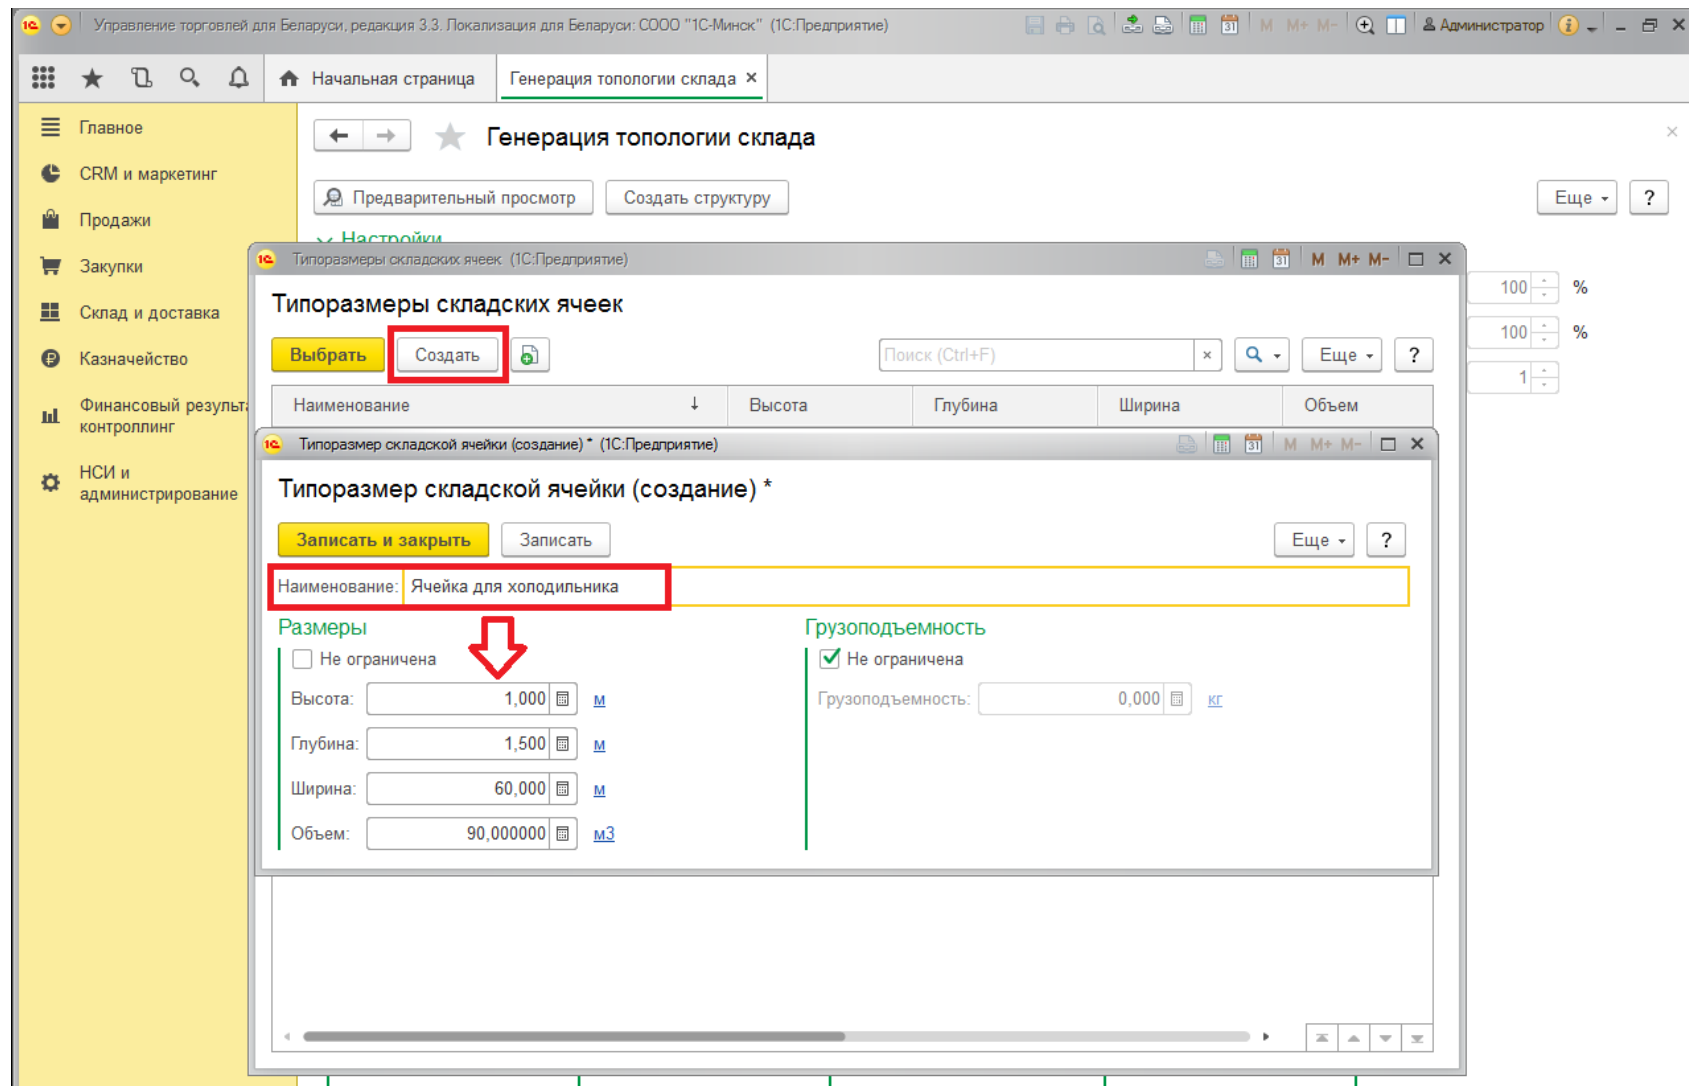 Управление торговлей для Беларуси, редакция 3.3. Локализация для Беларуси: СООО "1С-Минск" (1С:Предприятие)
M M+ M- Администратор
Начальная страница
Генерация топологии склада ×
Главное
CRM и маркетинг
Продажи
Закупки
Склад и доставка
Казначейство
Финансовый результ
контроллинг
НСИ и
администрирование
Генерация топологии склада
Предварительный просмотр
Создать структуру
Еще
?
Настройки
100 %
100 %
1
Типоразмеры складских ячеек (1С:Предприятие)
31 M M+ M-
Типоразмеры складских ячеек
Выбрать
Создать
Поиск (Ctrl+F)
×
Еще
?
Наименование ↓ Высота Глубина Ширина Объем
Типоразмер складской ячейки (создание) * (1С:Предприятие)
31 M M+ M-
Типоразмер складской ячейки (создание) *
Записать и закрыть
Записать
Еще
?
Наименование: Ячейка для холодильника
Размеры
Не ограничена
Высота: 1,000 м
Глубина: 1,500 м
Ширина: 60,000 м
Объем: 90,000000 м3
Грузоподъемность
Не ограничена
Грузоподъемность: 0,000 кг